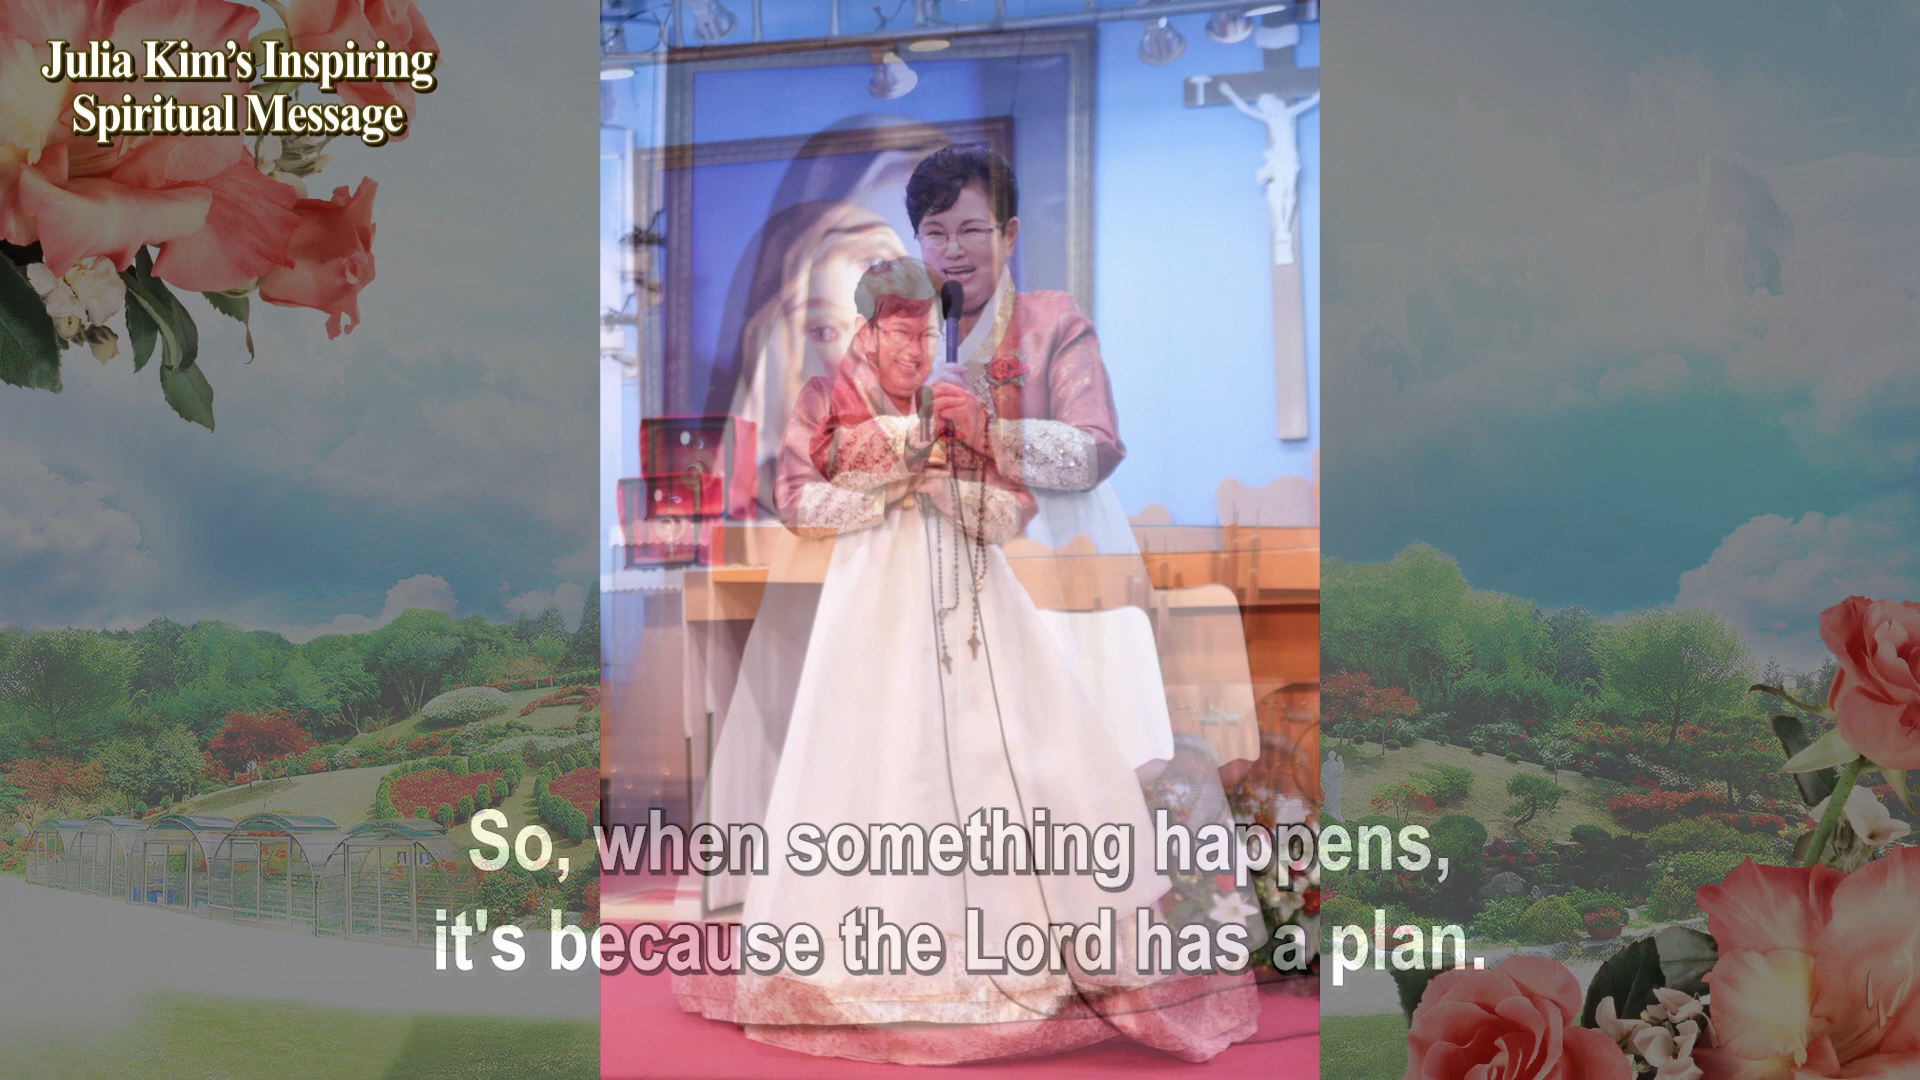 Julia Kim's Inspiring
Spiritual Message
So, when something happens,
it's because the Lord has a plan.